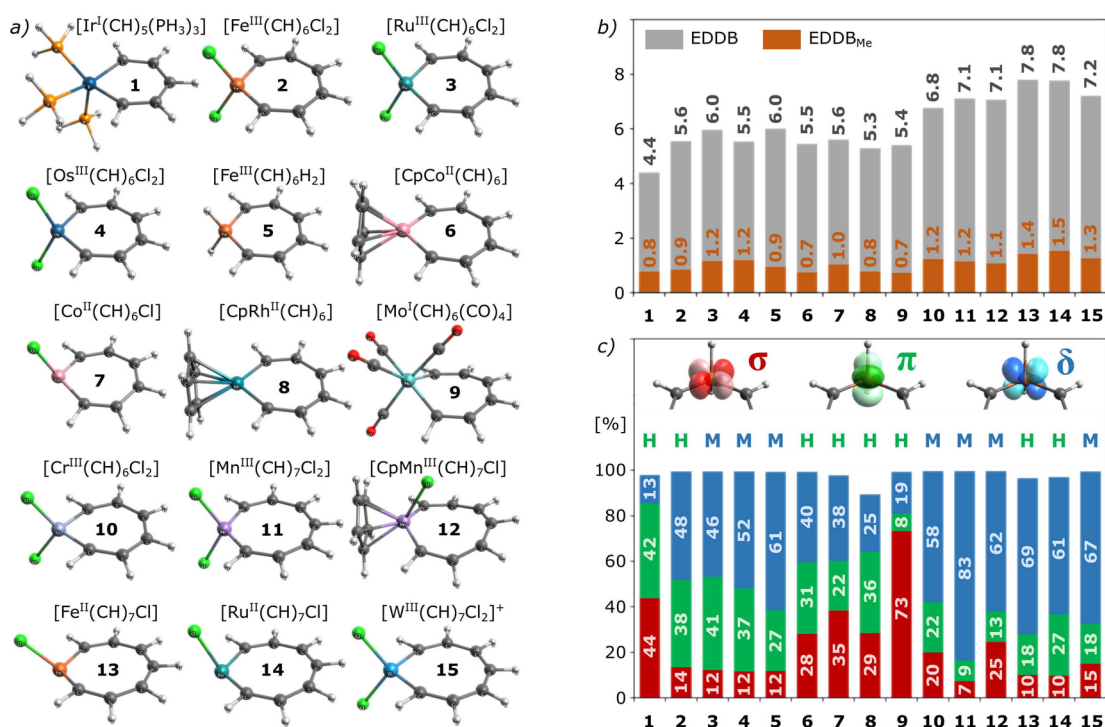 a)
[Ir^I(CH)5(PH3)3] [Fe^III(CH)6Cl2] [Ru^III(CH)6Cl2]
1 2 3
[Os^III(CH)6Cl2] [Fe^III(CH)6H2] [CpCo^II(CH)6]
4 5 6
[Co^II(CH)6Cl] [CpRh^II(CH)6] [Mo^I(CH)6(CO)4]
7 8 9
[Cr^III(CH)6Cl2] [Mn^III(CH)7Cl2] [CpMn^III(CH)7Cl]
10 11 12
[Fe^II(CH)7Cl] [Ru^II(CH)7Cl] [W^III(CH)7Cl2]^+
13 14 15
b)
EDDB EDDB_Me
8
6
4
2
0
4.4 5.6 6.0 5.5 6.0 5.5 5.6 5.3 5.4 6.8 7.1 7.1 7.8 7.8 7.2
0.8 0.9 1.2 1.2 0.9 0.7 1.0 0.8 0.7 1.2 1.2 1.1 1.4 1.5 1.3
1 2 3 4 5 6 7 8 9 10 11 12 13 14 15
c)
σ π δ
[%]
H H M M M H H H H M M M H H M
100
80
60
40
20
0
13 48 46 52 61 40 38 25 19 58 83 62 69 61 67
42 38 41 37 27 31 22 36 8 22 9 13 18 27 18
44 14 12 12 12 28 35 29 73 20 7 25 10 10 15
1 2 3 4 5 6 7 8 9 10 11 12 13 14 15